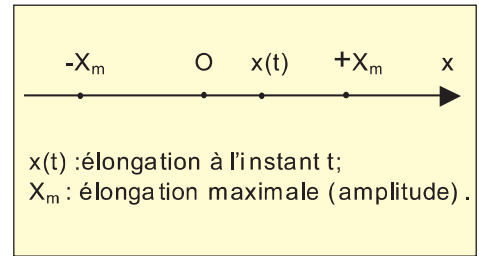 -Xm O x(t) +Xm x
x(t) :élongation à l'instant t;
Xm : élongation maximale (amplitude) .